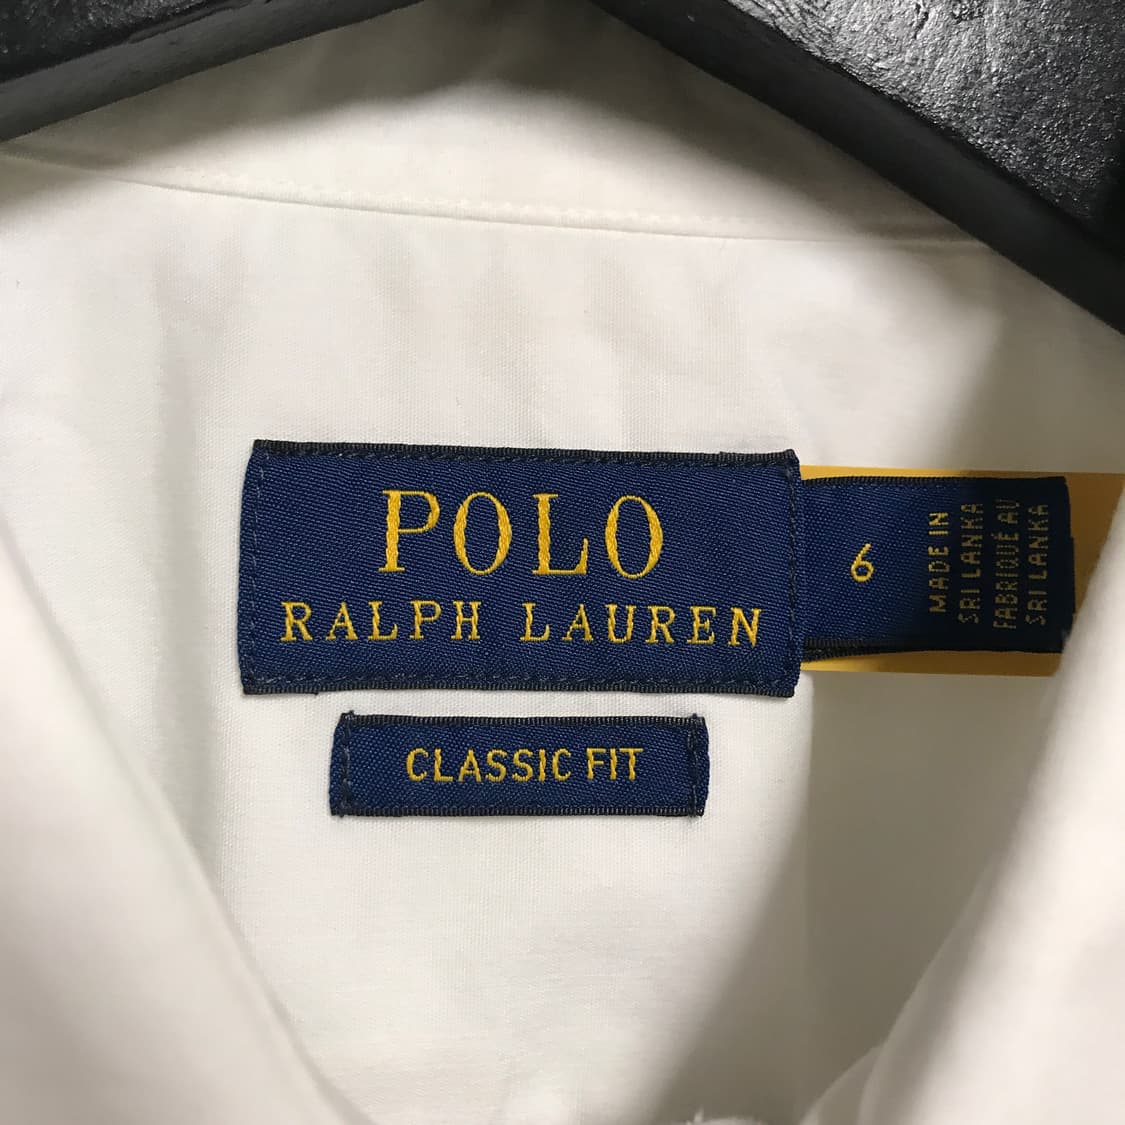 POLO
RALPH LAUREN
6
MADE IN
SRI LANKA
FABRIQUÉ AU
SRI LANKA
CLASSIC FIT